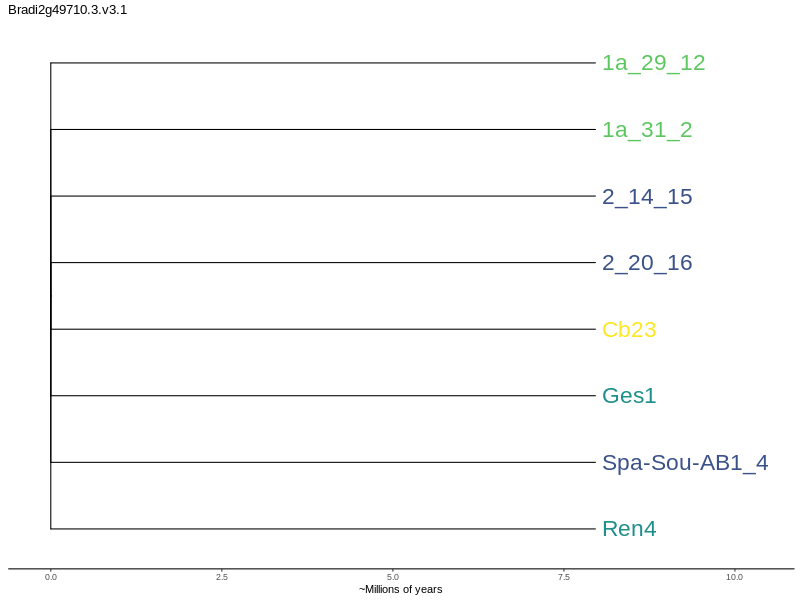 Bradi2g49710.3.v3.1
1a_29_12
1a_31_2
2_14_15
2_20_16
Cb23
Ges1
Spa-Sou-AB1_4
Ren4
0.0 2.5 5.0 7.5 10.0
~Millions of years